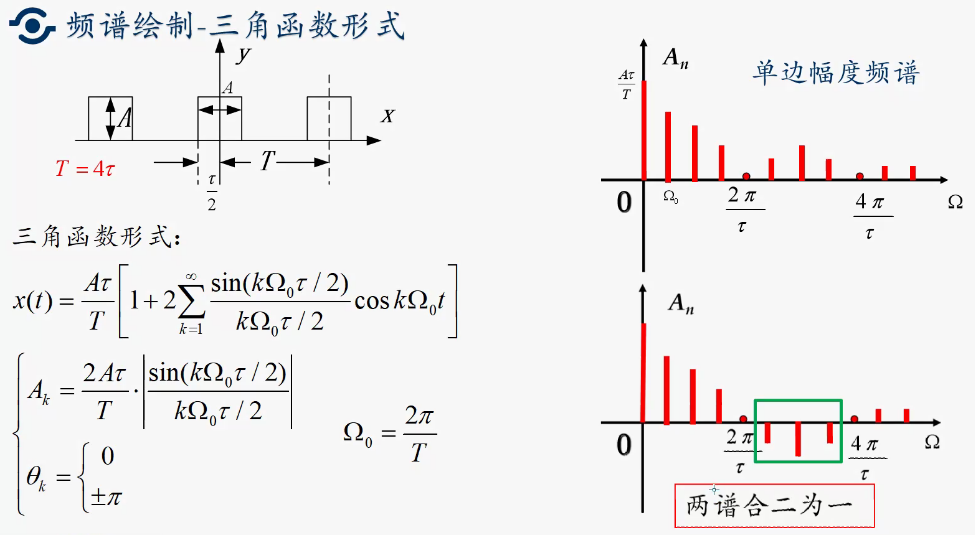 频谱绘制-三角函数形式
y
A
A
x
T = 4τ
T
τ/2
三角函数形式：
x(t) = Aτ/T [1 + 2∑_{k=1}^{∞} sin(kΩ₀τ / 2)/(kΩ₀τ / 2) cos kΩ₀t]
A_k = 2Aτ/T · |sin(kΩ₀τ / 2)/(kΩ₀τ / 2)|
θ_k = { 0
±π
Ω₀ = 2π/T
A_n
单边幅度频谱
Aτ/T
0
Ω₀
2π/τ
4π/τ
Ω
A_n
0
2π/τ
4π/τ
Ω
两谱合二为一